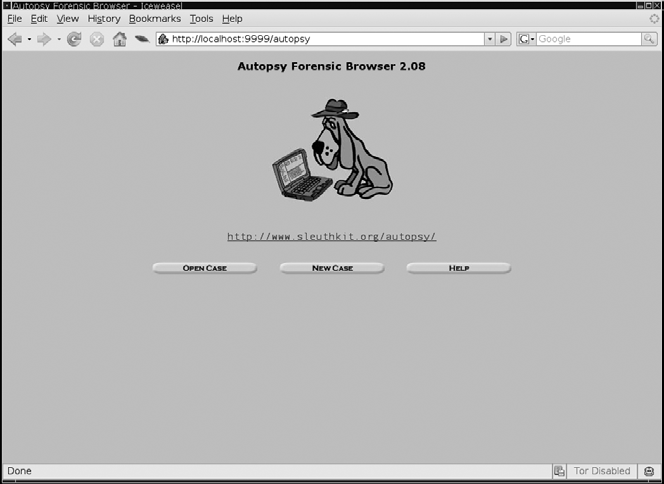 Autopsy Forensic Browser - Iceweasel
File Edit View History Bookmarks Tools Help
http://localhost:9999/autopsy
Google
Autopsy Forensic Browser 2.08
http://www.sleuthkit.org/autopsy/
OPEN CASE NEW CASE HELP
Done Tor Disabled